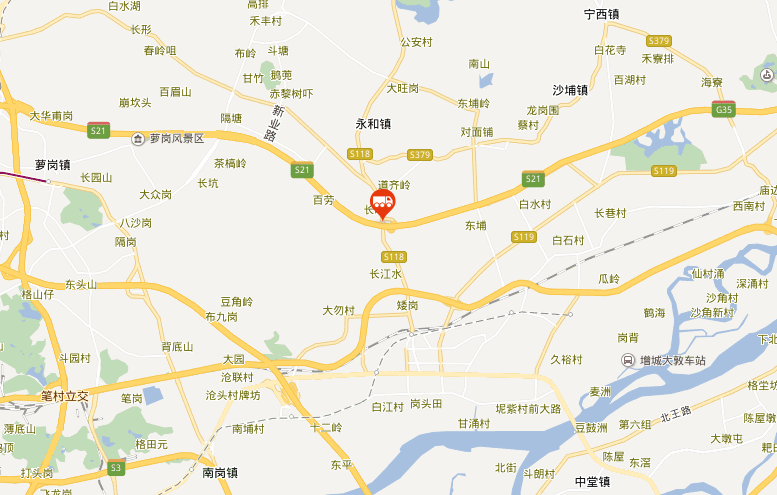 白水湖
高排
禾丰村
宁西镇
长形
公安村
S379
春岭咀
布岭
斗塘
白花寺
禾寮排
鹅蔸
南山
甘竹
百湖村
海寮
百眉山
赤黎树吓
大旺岗
沙埔镇
崩坎头
东埔岭
龙岗围
G35
大华甫岗
隔塘
新业路
永和镇
蔡村
S21
萝岗风景区
对面铺
萝岗镇
茶槁岭
S118
S379
S21
S119
长园山
长坑
道齐岭
S21
大众岗
百劳
白水村
西南村
长巷村
八沙岗
东埔
村
隔岗
S119
白石村
S118
长江水
仙村涌
东头山
瓜岭
深涌村
格山仔
豆角岭
沙角村
大勿村
矮岗
鹤海
沙角新村
布九岗
岗背
下北
背底山
斗园村
大园
久裕村
增城大敦车站
沧联村
麦洲
格坣坊
笔村立交
笔岗
沧头村牌坊
白江村
岗头田
坭紫村前大路
北王路
陈屋墩
薄底山
南埔村
十二岭
甘涌村
豆鼓洲
第六组
大墩屯
格田元
陈屋
东滘
S3
打头岗
南岗镇
东平
北街
斗朗村
中堂镇
飞龙岗